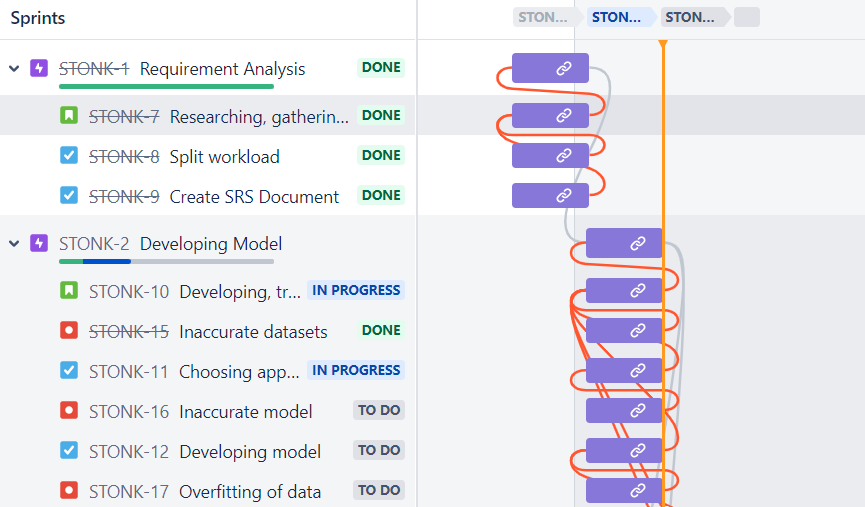 Sprints
STON...
STON...
STON...
STONK-1 Requirement Analysis DONE
STONK-7 Researching, gatherin... DONE
STONK-8 Split workload DONE
STONK-9 Create SRS Document DONE
STONK-2 Developing Model
STONK-10 Developing, tr... IN PROGRESS
STONK-15 Inaccurate datasets DONE
STONK-11 Choosing app... IN PROGRESS
STONK-16 Inaccurate model TO DO
STONK-12 Developing model TO DO
STONK-17 Overfitting of data TO DO